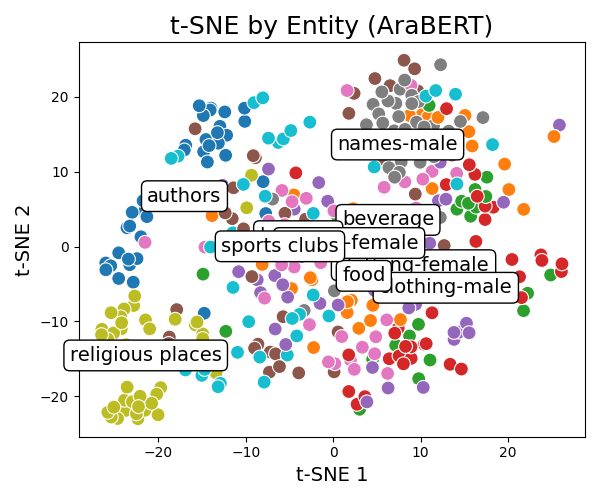 t-SNE by Entity (AraBERT)
20
10
0
−10
−20
t-SNE 2
names-male
authors
beverage
sports clubs
-female
-female
food
clothing-male
religious places
−20
−10
0
10
20
t-SNE 1